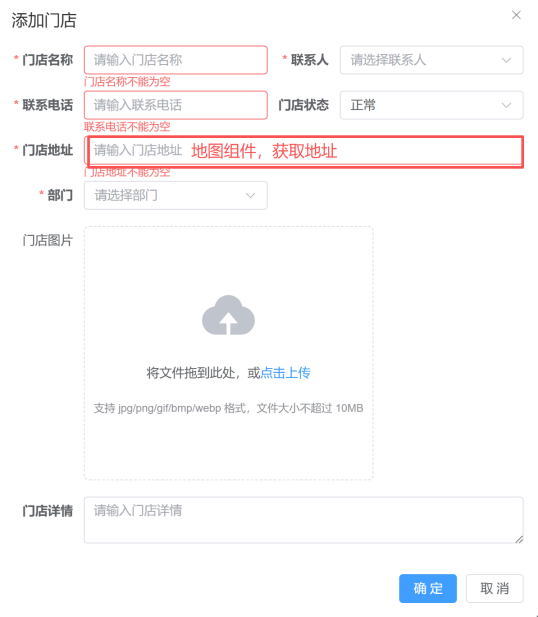 添加门店
* 门店名称 请输入门店名称 * 联系人 请选择联系人
门店名称不能为空
* 联系电话 请输入联系电话 门店状态 正常
联系电话不能为空
* 门店地址 请输入门店地址 地图组件，获取地址
门店地址不能为空
* 部门 请选择部门
门店图片
将文件拖到此处，或点击上传
支持 jpg/png/gif/bmp/webp 格式，文件大小不超过 10MB
门店详情 请输入门店详情
确 定 取 消